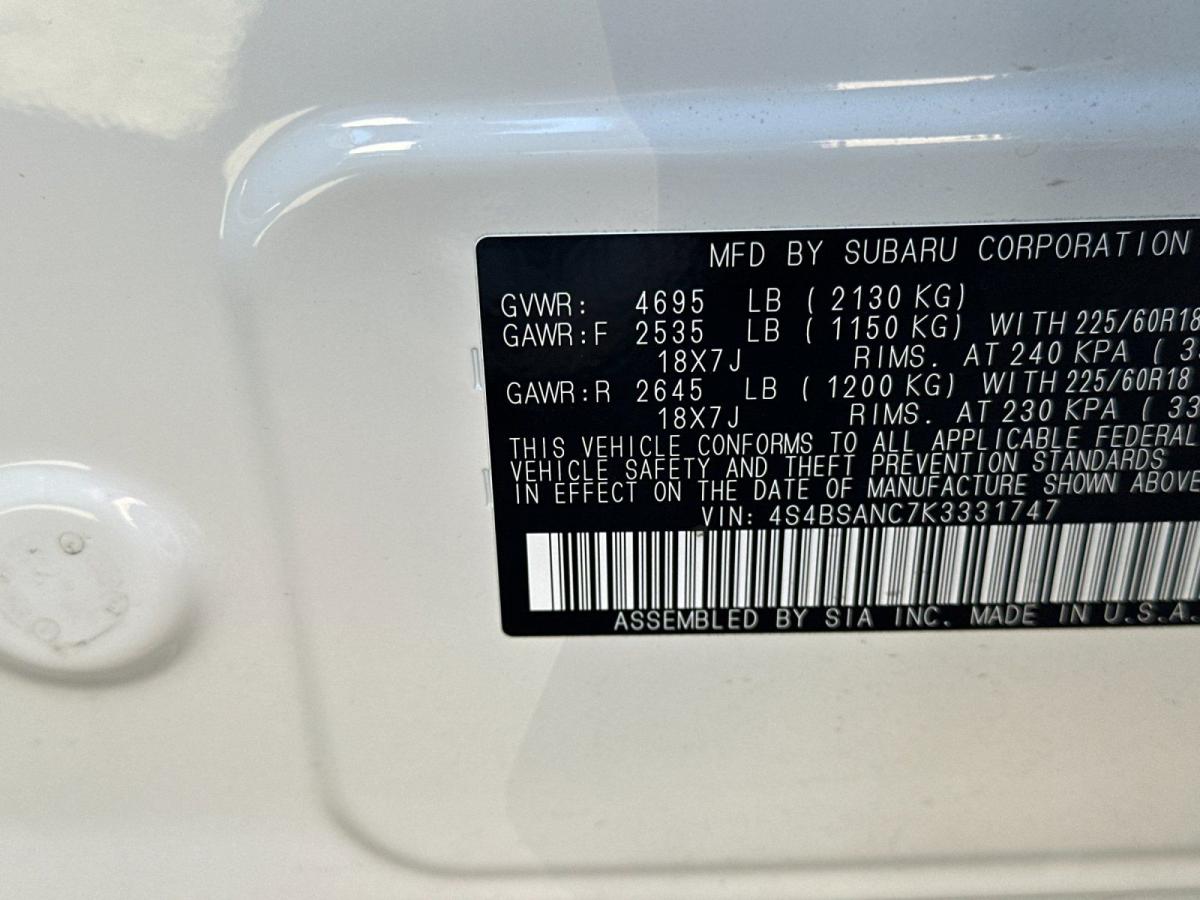 MFD BY SUBARU CORPORATION
GVWR: 4695 LB ( 2130 KG)
GAWR:F 2535 LB ( 1150 KG) WITH 225/60R18
18X7J RIMS. AT 240 KPA ( 3
GAWR:R 2645 LB ( 1200 KG) WITH 225/60R18
18X7J RIMS. AT 230 KPA ( 33
THIS VEHICLE CONFORMS TO ALL APPLICABLE FEDERAL
VEHICLE SAFETY AND THEFT PREVENTION STANDARDS
IN EFFECT ON THE DATE OF MANUFACTURE SHOWN ABOVE
VIN: 4S4BSANC7K3331747
ASSEMBLED BY SIA INC. MADE IN U.S.A.